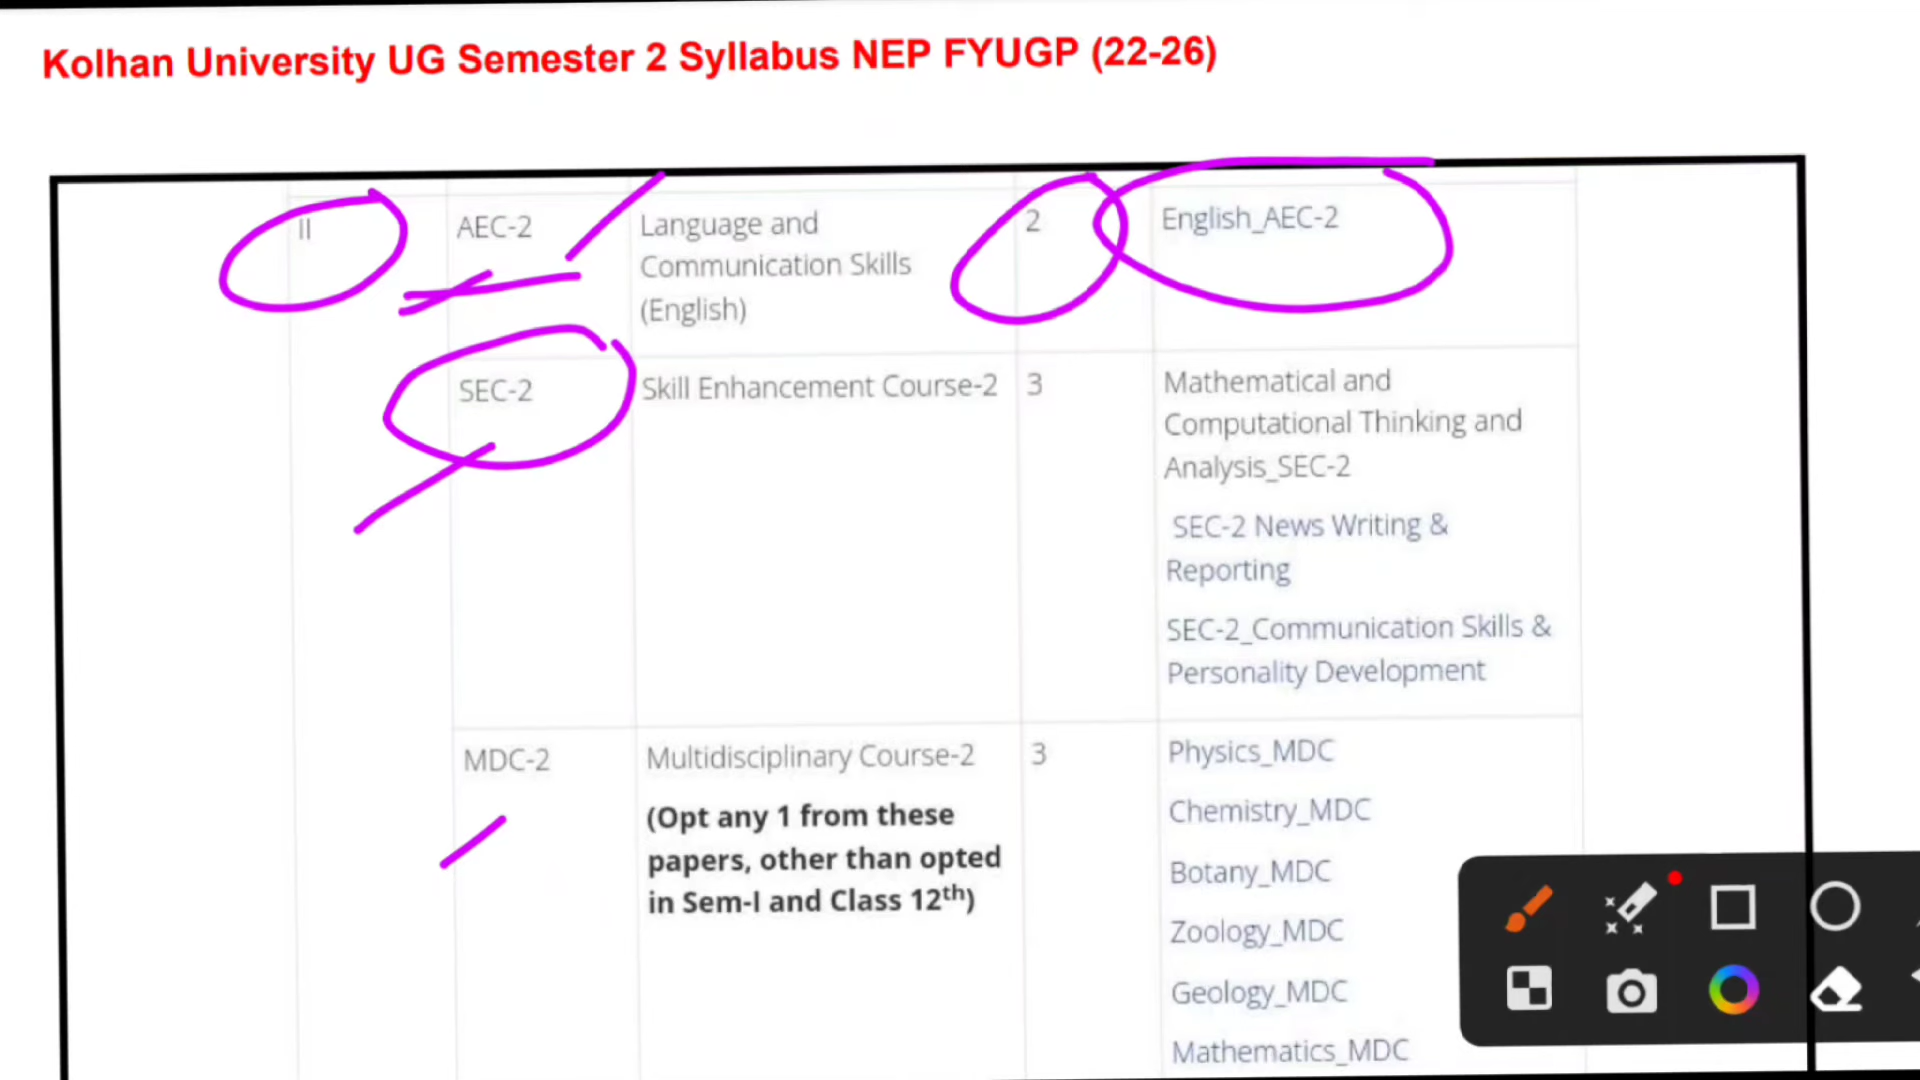 Kolhan University UG Semester 2 Syllabus NEP FYUGP (22-26)
II
AEC-2
Language and
Communication Skills
(English)
2
English_AEC-2
SEC-2
Skill Enhancement Course-2
3
Mathematical and
Computational Thinking and
Analysis_SEC-2
SEC-2 News Writing &
Reporting
SEC-2_Communication Skills &
Personality Development
MDC-2
Multidisciplinary Course-2
(Opt any 1 from these
papers, other than opted
in Sem-I and Class 12th)
3
Physics_MDC
Chemistry_MDC
Botany_MDC
Zoology_MDC
Geology_MDC
Mathematics_MDC